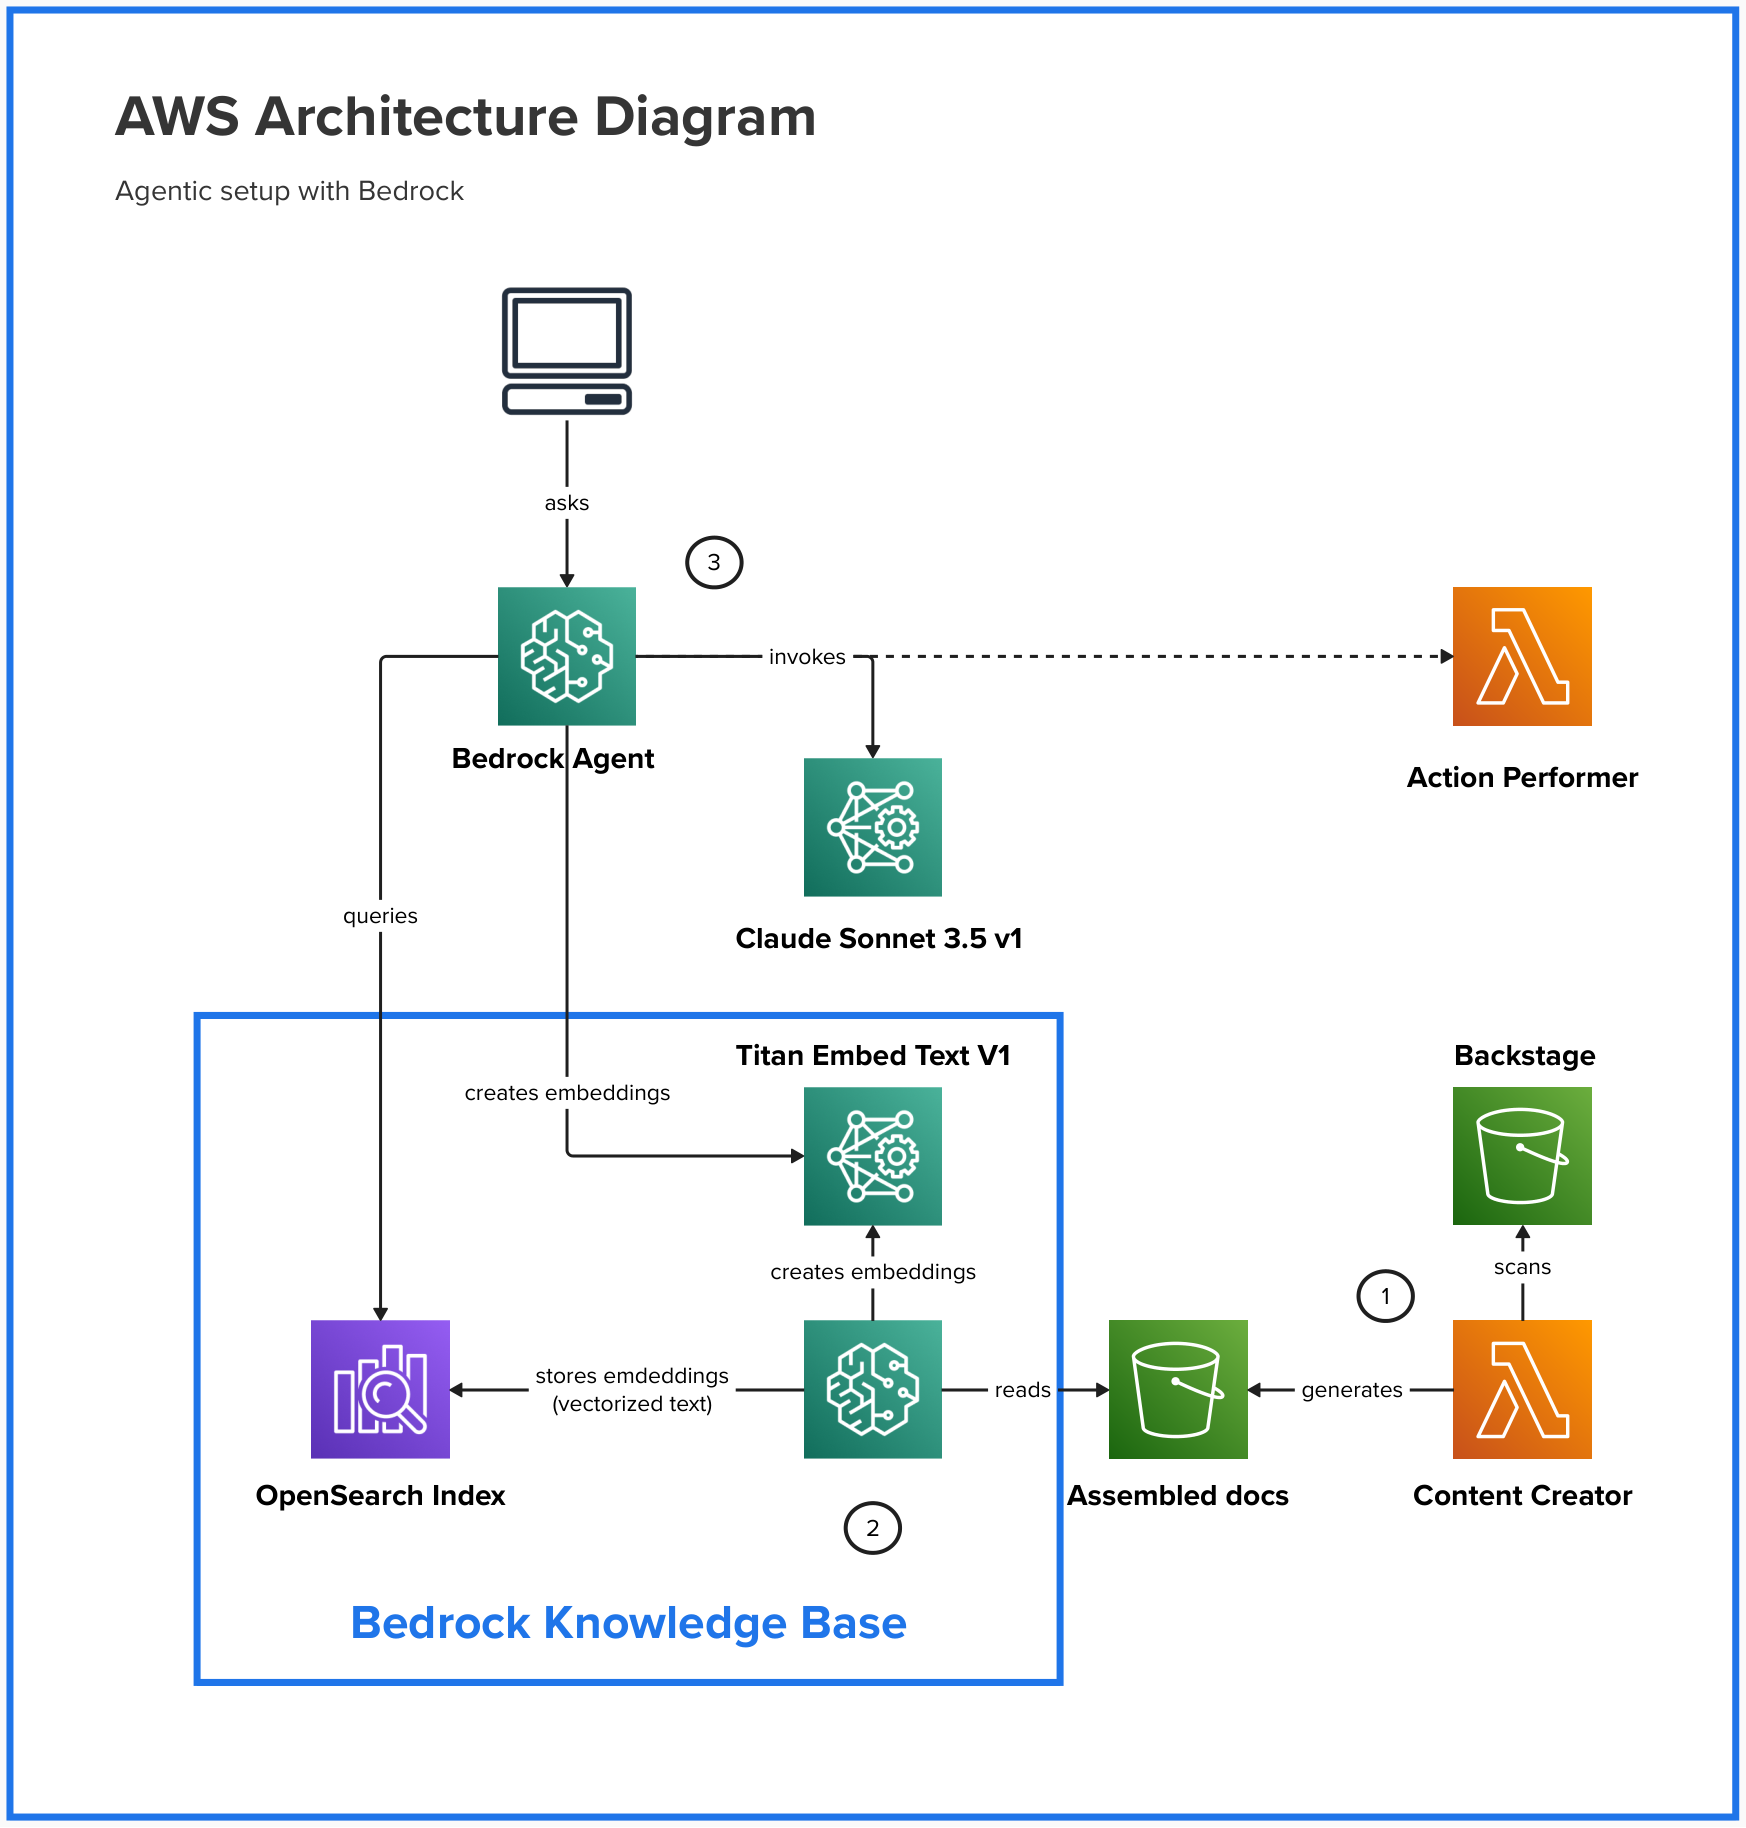 AWS Architecture Diagram
Agentic setup with Bedrock
asks
3
invokes
Bedrock Agent
Action Performer
queries
Claude Sonnet 3.5 v1
Titan Embed Text V1
Backstage
creates embeddings
creates embeddings
scans
1
stores emdeddings
(vectorized text)
reads
generates
OpenSearch Index
Assembled docs
Content Creator
2
Bedrock Knowledge Base